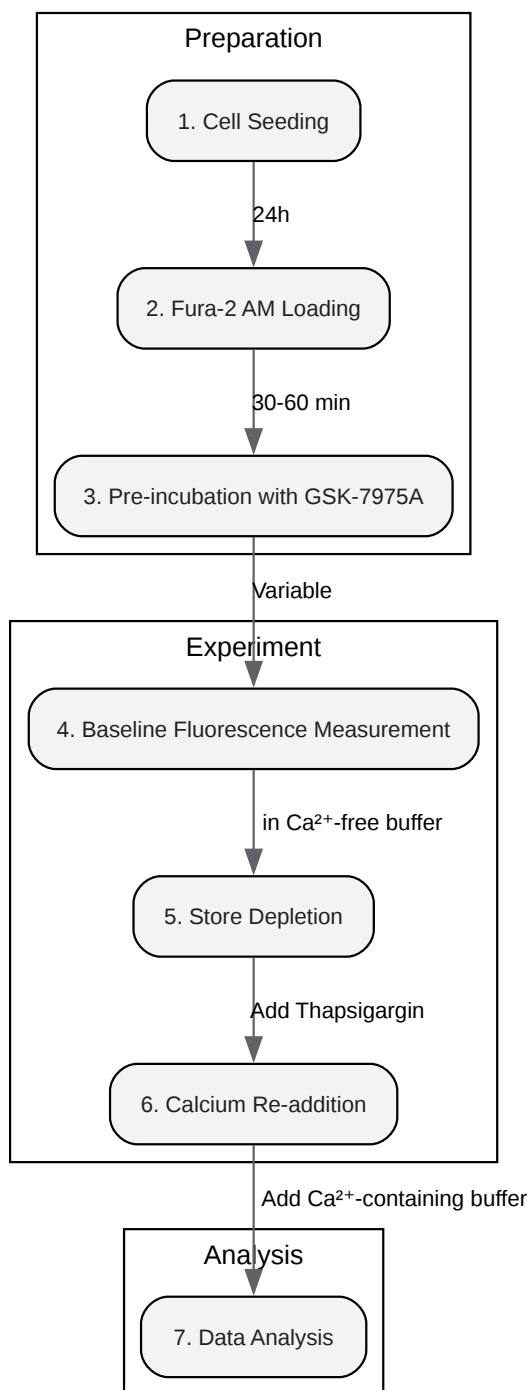 Preparation
1. Cell Seeding
24h
2. Fura-2 AM Loading
30-60 min
3. Pre-incubation with GSK-7975A
Variable
Experiment
4. Baseline Fluorescence Measurement
in Ca²⁺-free buffer
5. Store Depletion
Add Thapsigargin
6. Calcium Re-addition
Add Ca²⁺-containing buffer
Analysis
7. Data Analysis